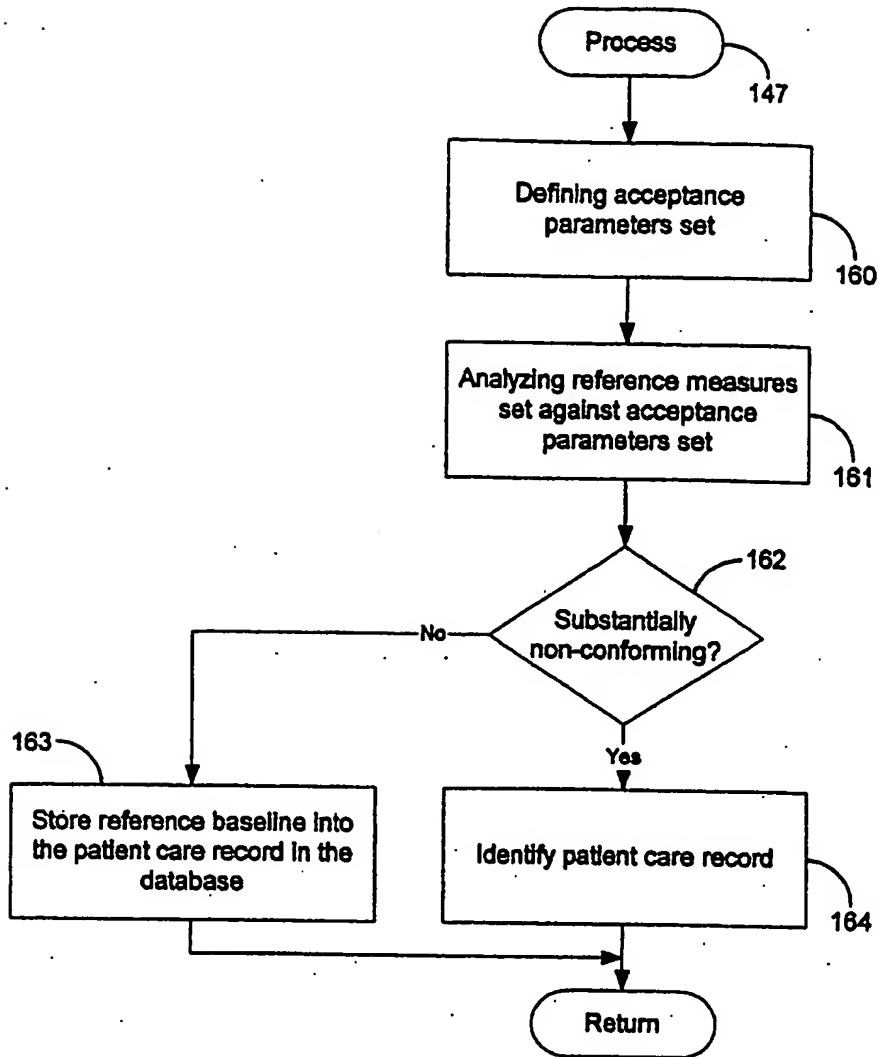 Process
147
Defining acceptance
parameters set
160
Analyzing reference measures
set against acceptance
parameters set
161
162
Substantially
non-conforming?
No
Yes
163
Store reference baseline into
the patient care record in the
database
Identify patient care record
164
Return